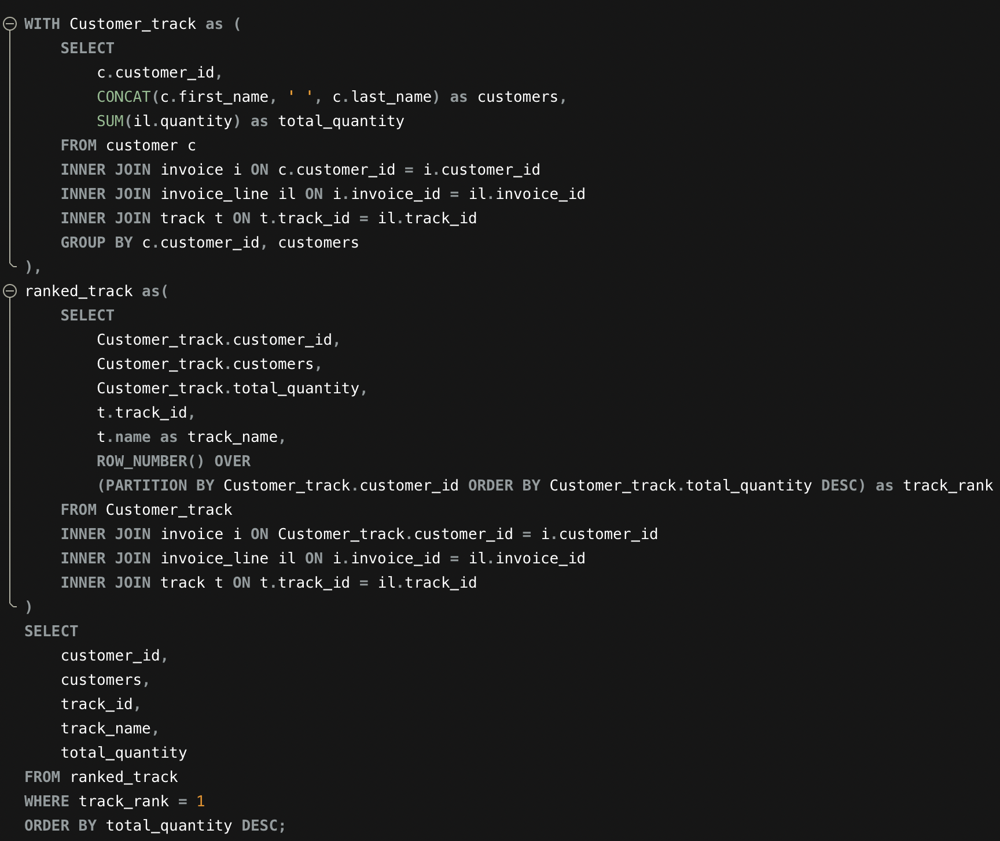 WITH Customer_track as (
SELECT
c.customer_id,
CONCAT(c.first_name, ' ', c.last_name) as customers,
SUM(il.quantity) as total_quantity
FROM customer c
INNER JOIN invoice i ON c.customer_id = i.customer_id
INNER JOIN invoice_line il ON i.invoice_id = il.invoice_id
INNER JOIN track t ON t.track_id = il.track_id
GROUP BY c.customer_id, customers
),
ranked_track as(
SELECT
Customer_track.customer_id,
Customer_track.customers,
Customer_track.total_quantity,
t.track_id,
t.name as track_name,
ROW_NUMBER() OVER
(PARTITION BY Customer_track.customer_id ORDER BY Customer_track.total_quantity DESC) as track_rank
FROM Customer_track
INNER JOIN invoice i ON Customer_track.customer_id = i.customer_id
INNER JOIN invoice_line il ON i.invoice_id = il.invoice_id
INNER JOIN track t ON t.track_id = il.track_id
)
SELECT
customer_id,
customers,
track_id,
track_name,
total_quantity
FROM ranked_track
WHERE track_rank = 1
ORDER BY total_quantity DESC;